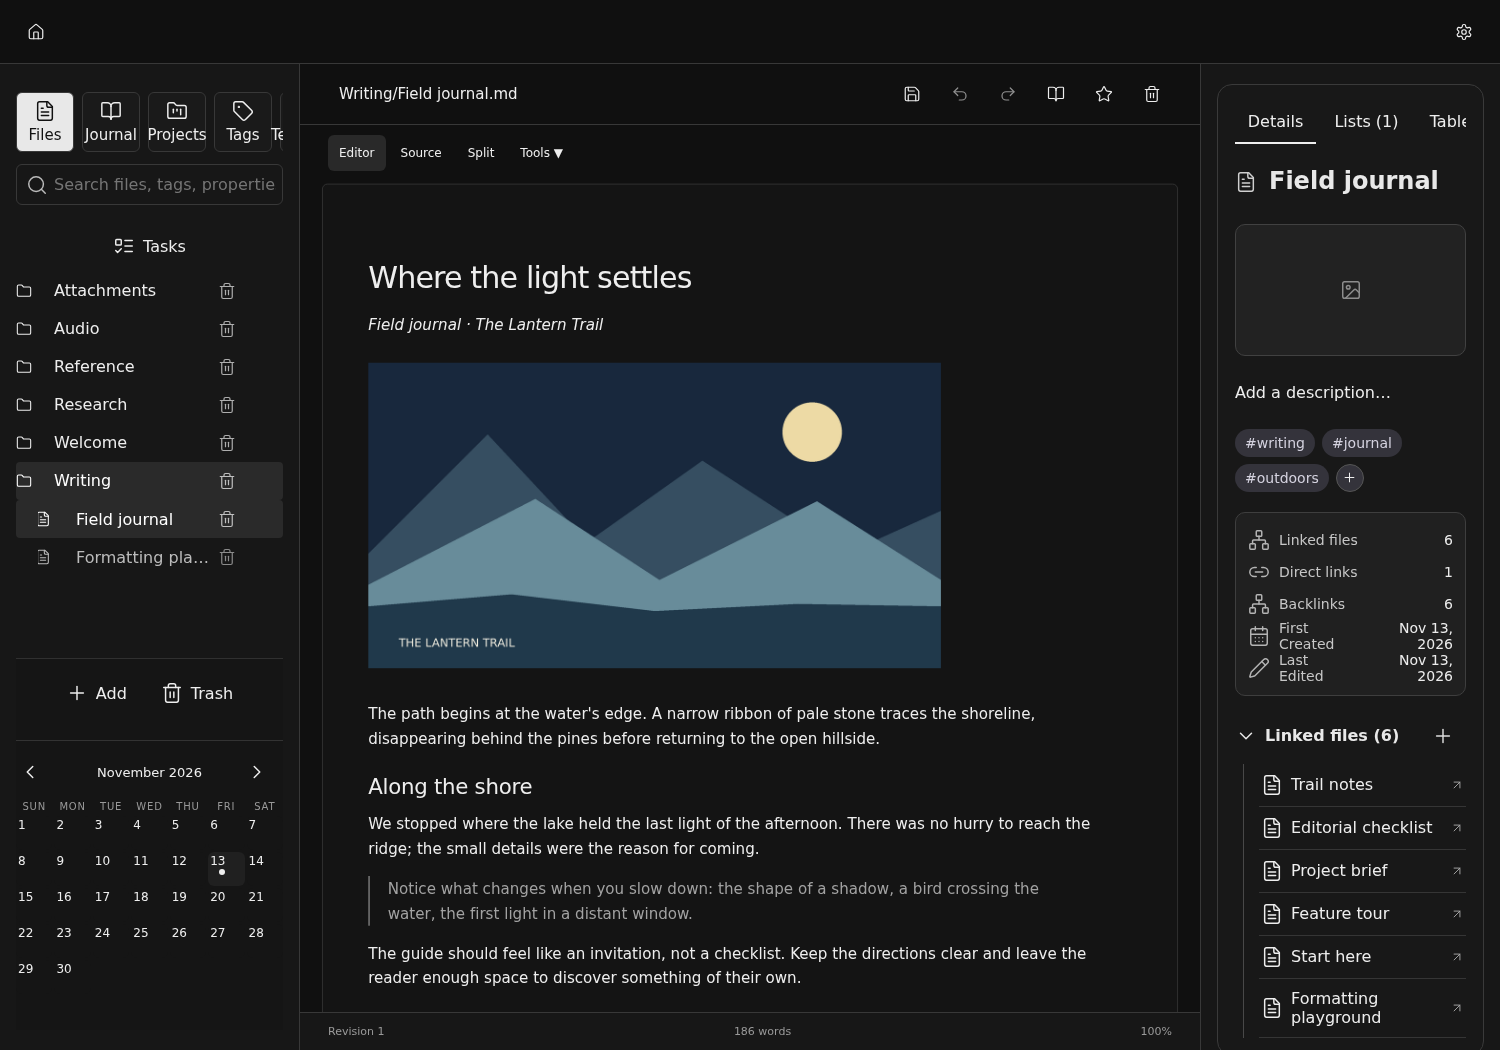 Files
Journal
Projects
Tags
Search files, tags, propertie
Tasks
Attachments
Audio
Reference
Research
Welcome
Writing
Field journal
Formatting pla...
Add
Trash
November 2026
SUN MON TUE WED THU FRI SAT
1 2 3 4 5 6 7
8 9 10 11 12 13 14
15 16 17 18 19 20 21
22 23 24 25 26 27 28
29 30
Writing/Field journal.md
Editor Source Split Tools ▼
Where the light settles
Field journal · The Lantern Trail
THE LANTERN TRAIL
The path begins at the water's edge. A narrow ribbon of pale stone traces the shoreline,
disappearing behind the pines before returning to the open hillside.
Along the shore
We stopped where the lake held the last light of the afternoon. There was no hurry to reach the
ridge; the small details were the reason for coming.
Notice what changes when you slow down: the shape of a shadow, a bird crossing the
water, the first light in a distant window.
The guide should feel like an invitation, not a checklist. Keep the directions clear and leave the
reader enough space to discover something of their own.
Revision 1
186 words
100%
Details Lists (1) Table
Field journal
Add a description...
#writing #journal
#outdoors
Linked files 6
Direct links 1
Backlinks 6
First Created Nov 13, 2026
Last Edited Nov 13, 2026
Linked files (6)
Trail notes
Editorial checklist
Project brief
Feature tour
Start here
Formatting
playground